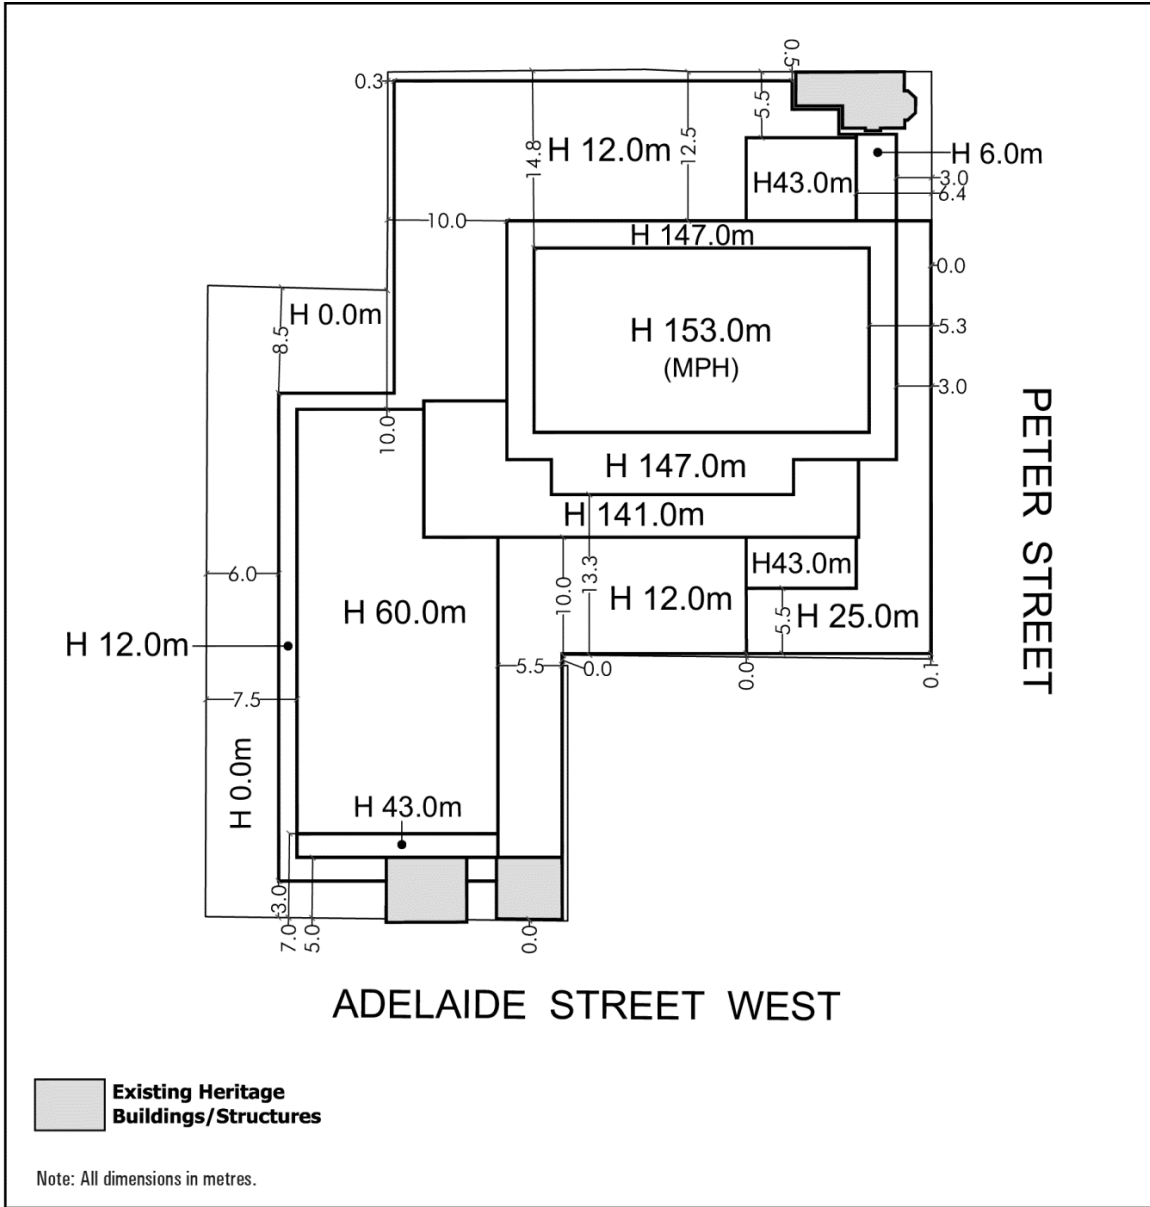 0.5
0.3
5.5
14.8
H 12.0m
12.5
H 6.0m
H43.0m
3.0
6.4
10.0
H 147.0m
0.0
H 0.0m
8.5
H 153.0m
5.3
(MPH)
3.0
10.0
H 147.0m
H 141.0m
PETER STREET
H43.0m
6.0
10.0
13.3
H 60.0m
H 12.0m
5.5
H 25.0m
H 12.0m
5.5
0.0
0.0
0.1
7.5
H 0.0m
H 43.0m
3.0
7.0
5.0
0.0
ADELAIDE STREET WEST
Existing Heritage
Buildings/Structures
Note: All dimensions in metres.